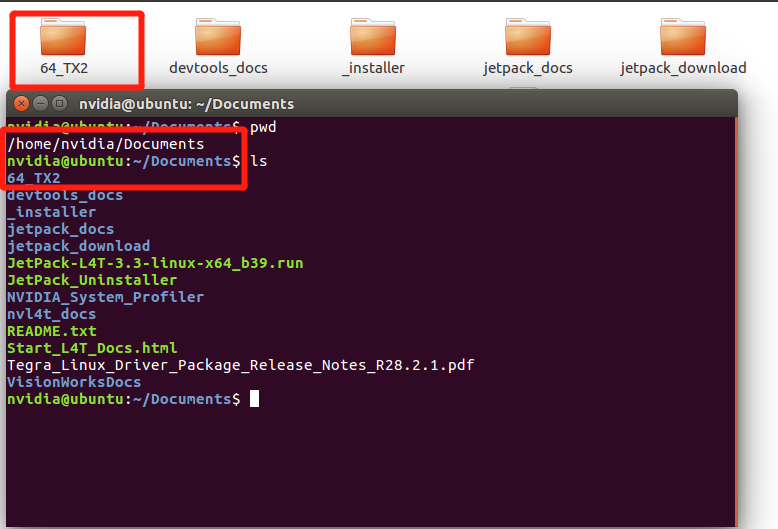 64_TX2 devtools_docs _installer jetpack_docs jetpack_download
nvidia@ubuntu: ~/Documents
nvidia@ubuntu:~/Documents$ pwd
/home/nvidia/Documents
nvidia@ubuntu:~/Documents$ ls
64_TX2
devtools_docs
_installer
jetpack_docs
jetpack_download
JetPack-L4T-3.3-linux-x64_b39.run
JetPack_Uninstaller
NVIDIA_System_Profiler
nvl4t_docs
README.txt
Start_L4T_Docs.html
Tegra_Linux_Driver_Package_Release_Notes_R28.2.1.pdf
VisionWorksDocs
nvidia@ubuntu:~/Documents$